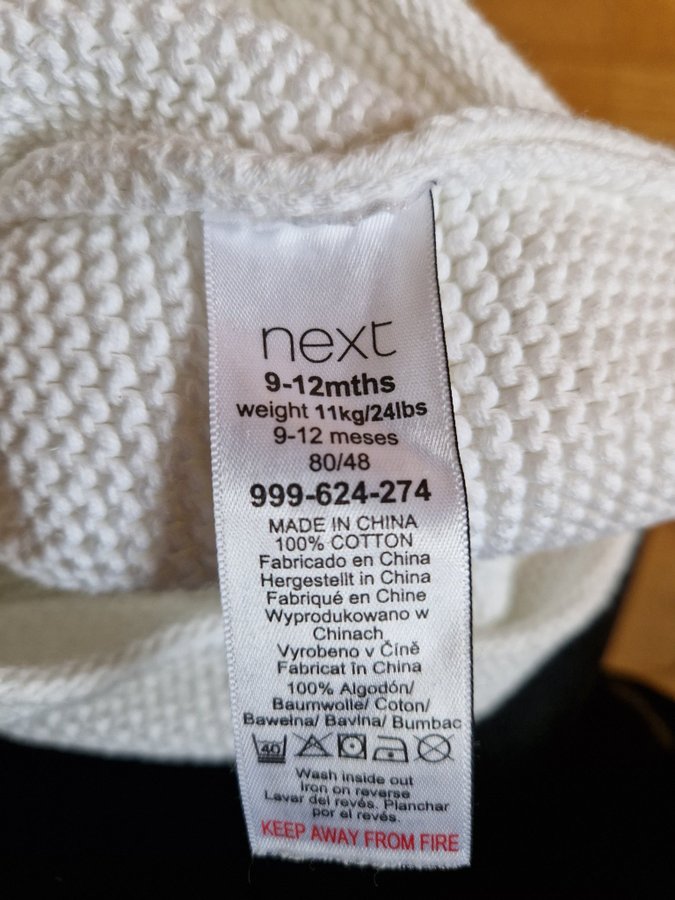 next
9-12mths
weight 11kg/24lbs
9-12 meses
80/48
999-624-274
MADE IN CHINA
100% COTTON
Fabricado en China
Hergestellt in China
Fabriqué en Chine
Wyprodukowano w
Chinach
Vyrobeno v Číně
Fabricat în China
100% Algodón/
Baumwolle/ Coton/
Bawełna/ Bavlna/ Bumbac
40
Wash inside out
Iron on reverse
Lavar del revés. Planchar
por el revés.
KEEP AWAY FROM FIRE